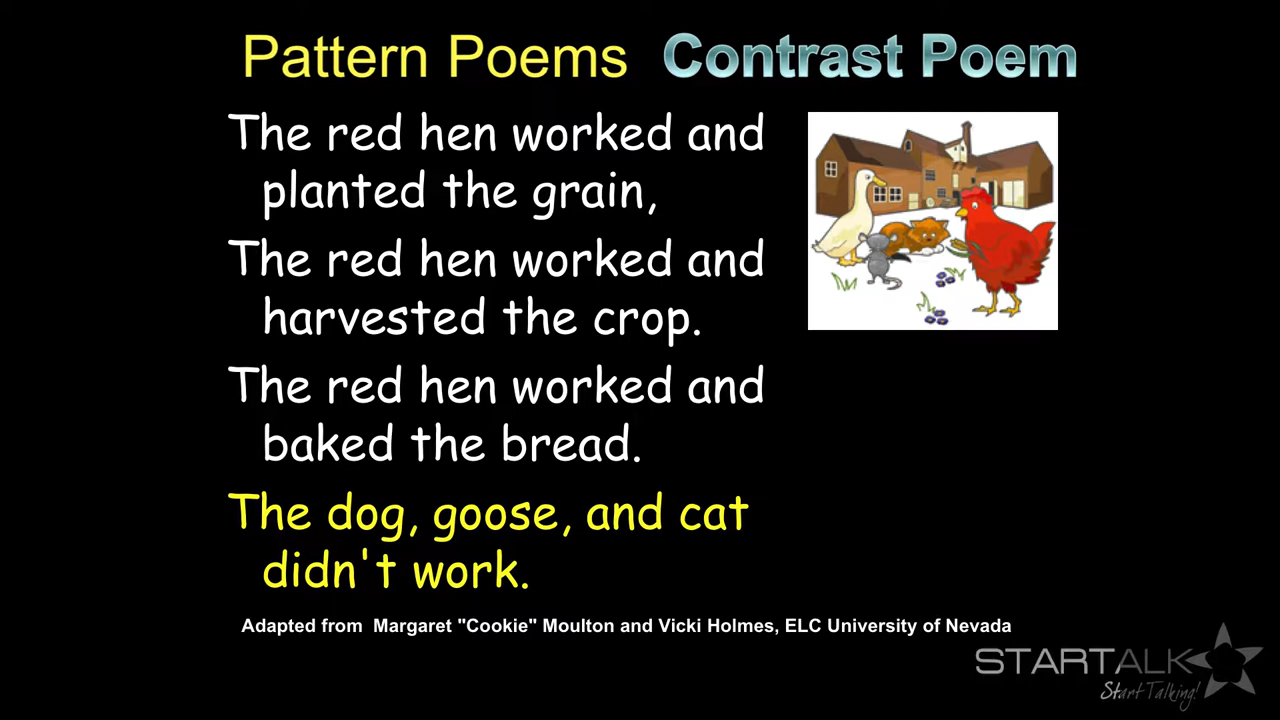 Pattern Poems Contrast Poem
The red hen worked and
planted the grain,
The red hen worked and
harvested the crop.
The red hen worked and
baked the bread.
The dog, goose, and cat
didn't work.
Adapted from Margaret "Cookie" Moulton and Vicki Holmes, ELC University of Nevada
STARTALK
Start Talking!